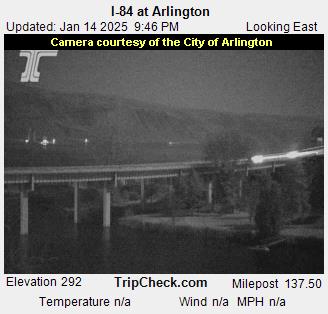 I-84 at Arlington
Updated: Jan 14 2025 9:46 PM Looking East
Camera courtesy of the City of Arlington
Elevation 292 TripCheck.com Milepost 137.50
Temperature n/a Wind n/a MPH n/a